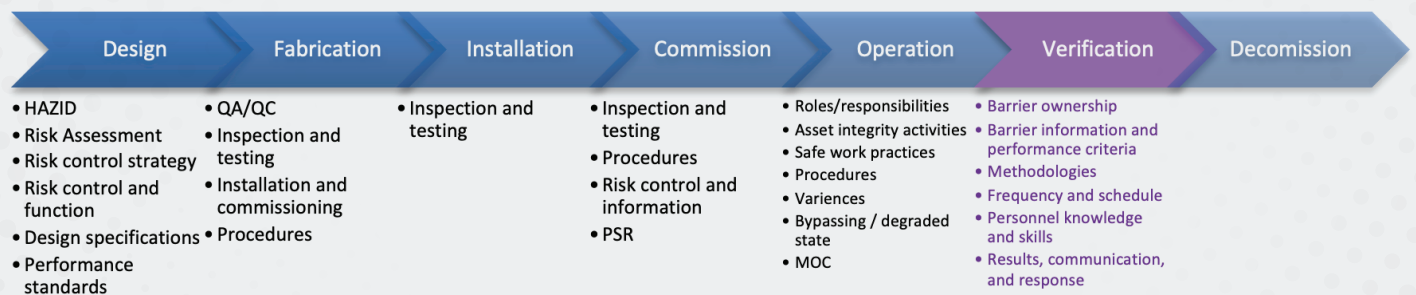 Design
Fabrication
Installation
Commission
Operation
Verification
Decomission
• HAZID
• Risk Assessment
• Risk control strategy
• Risk control and
function
• Design specifications
• Performance
standards
• QA/QC
• Inspection and
testing
• Installation and
commissioning
• Procedures
• Inspection and
testing
• Inspection and
testing
• Procedures
• Risk control and
information
• PSR
• Roles/responsibilities
• Asset integrity activities
• Safe work practices
• Procedures
• Variences
• Bypassing / degraded
state
• MOC
• Barrier ownership
• Barrier information and
performance criteria
• Methodologies
• Frequency and schedule
• Personnel knowledge
and skills
• Results, communication,
and response